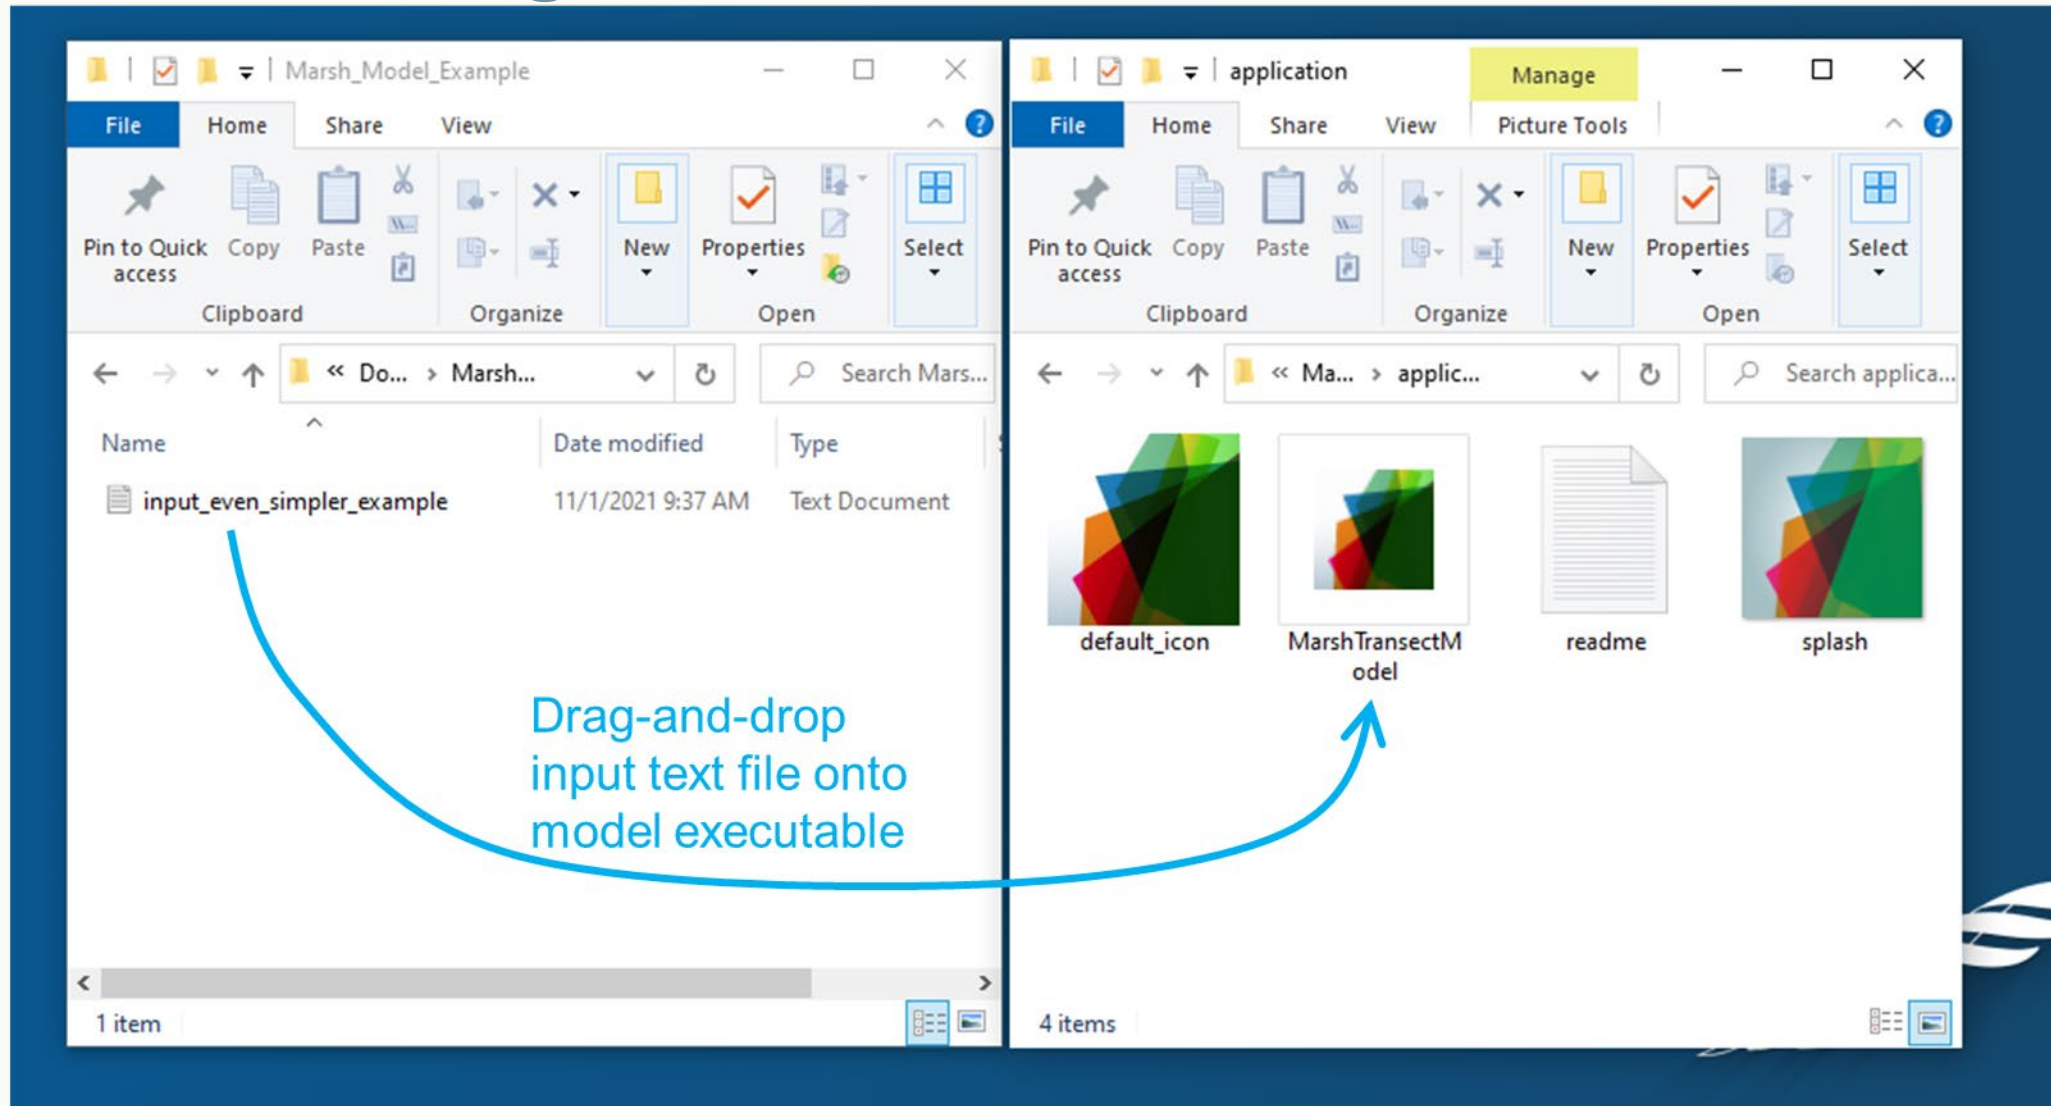 Marsh_Model_Example
File Home Share View
Pin to Quick access
Copy
Paste
New
Properties
Select
Clipboard
Organize
Open
« Do... › Marsh...
Search Mars...
Name
Date modified
Type
input_even_simpler_example
11/1/2021 9:37 AM
Text Document
1 item
application
Manage
File Home Share View Picture Tools
Pin to Quick access
Copy
Paste
New
Properties
Select
Clipboard
Organize
Open
« Ma... › applic...
Search applica...
default_icon
MarshTransectM
odel
readme
splash
4 items
Drag-and-drop
input text file onto
model executable